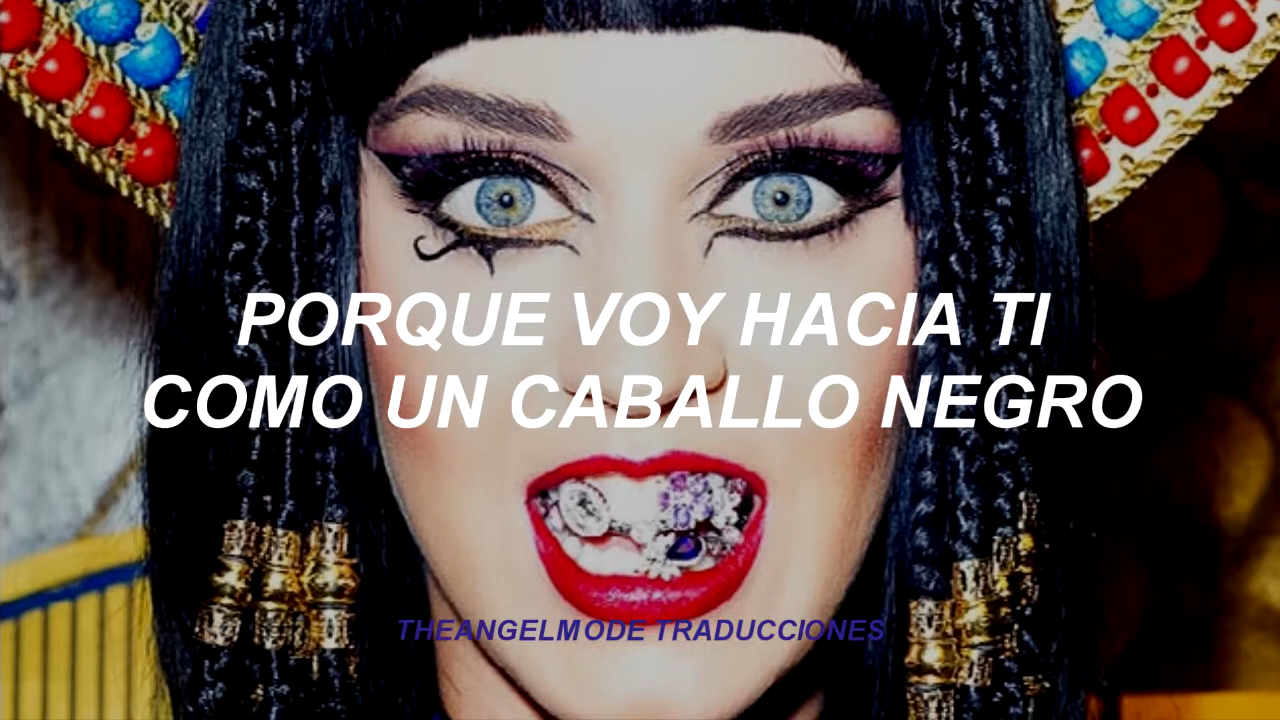 PORQUE VOY HACIA TI
COMO UN CABALLO NEGRO
THEANGELMODE TRADUCCIONES